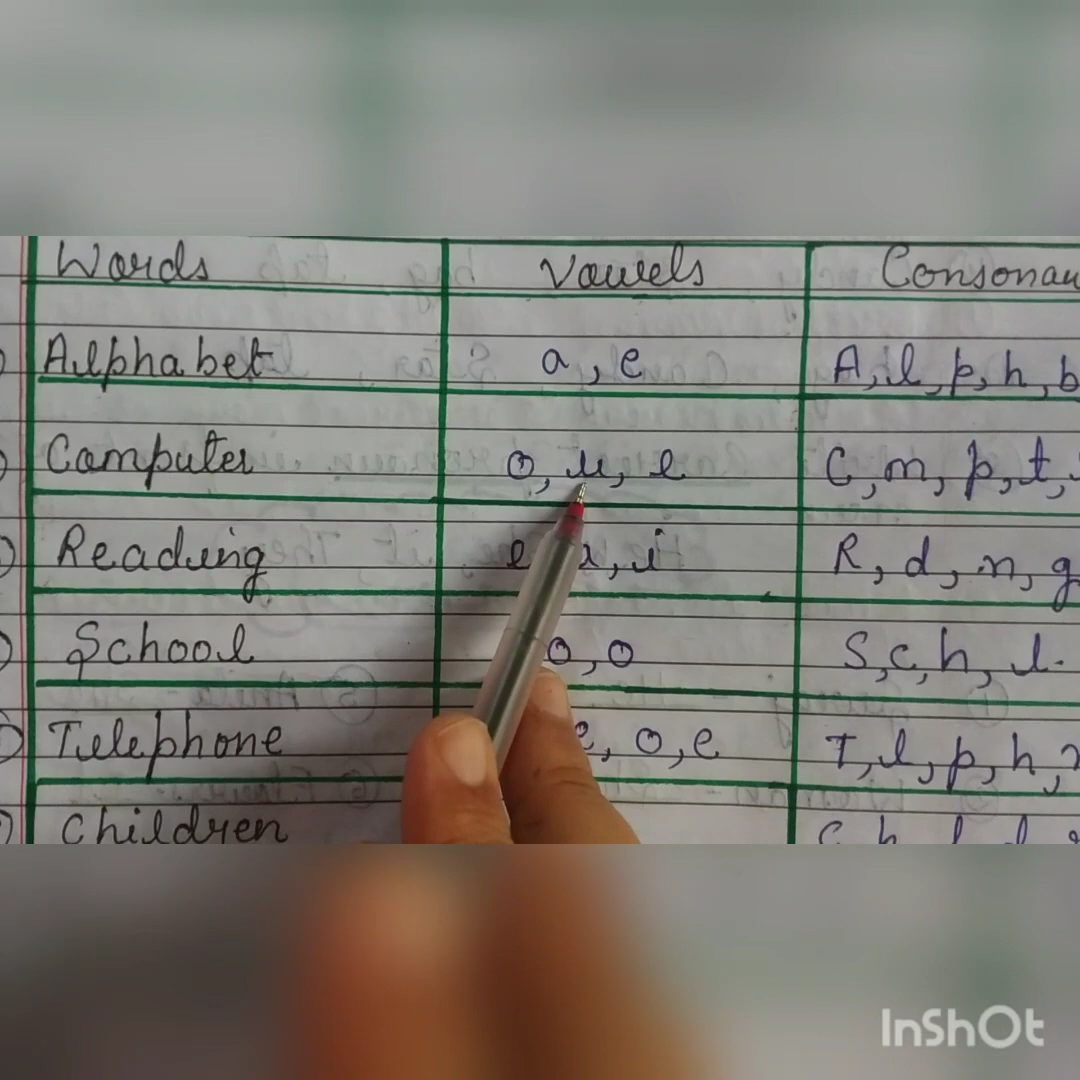 Words Vowels Consonan
Alphabet a, e A, l, p, h, b
Computer o, u, e C, m, p, t,
Reading e a, i R, d, n, g
School o, o S, c, h, l.
Telephone e, o, e T, l, p, h, n
Children C h l d r
InShOt